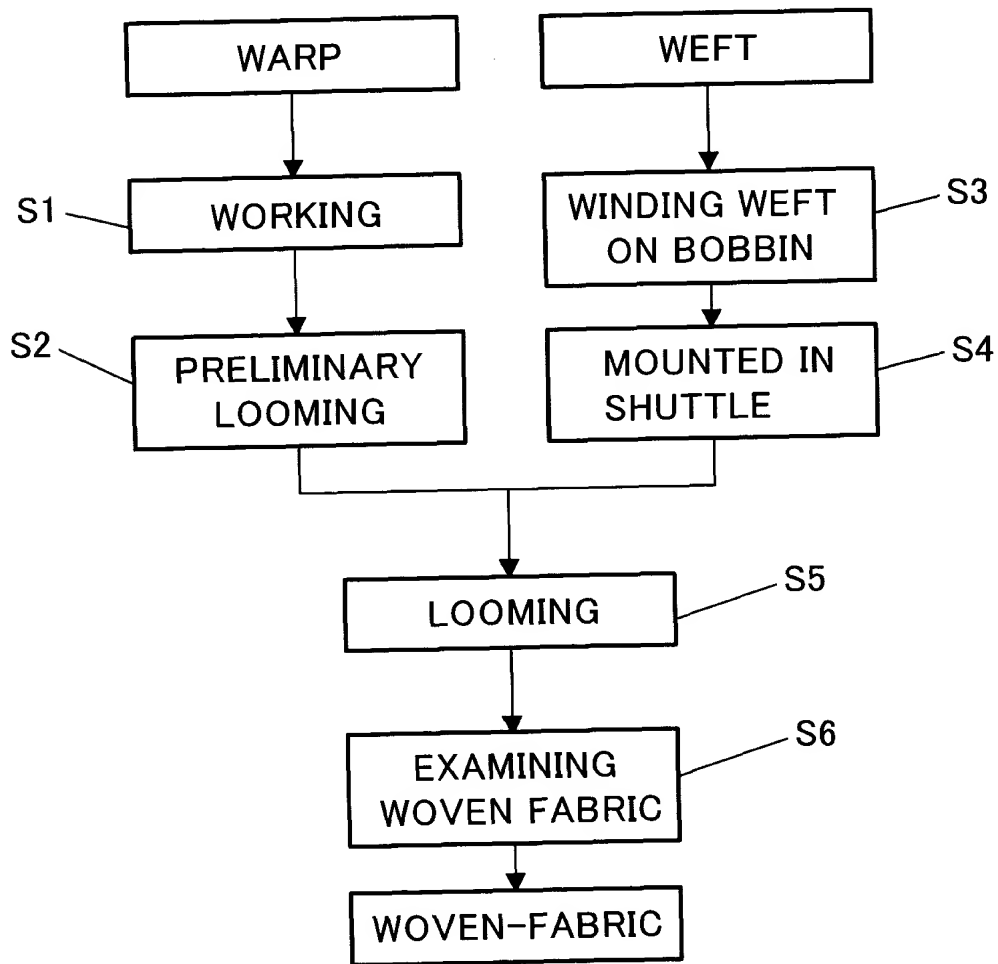 WARP
WEFT
S1
WORKING
WINDING WEFT
ON BOBBIN
S3
S2
PRELIMINARY
LOOMING
MOUNTED IN
SHUTTLE
S4
LOOMING
S5
EXAMINING
WOVEN FABRIC
S6
WOVEN-FABRIC